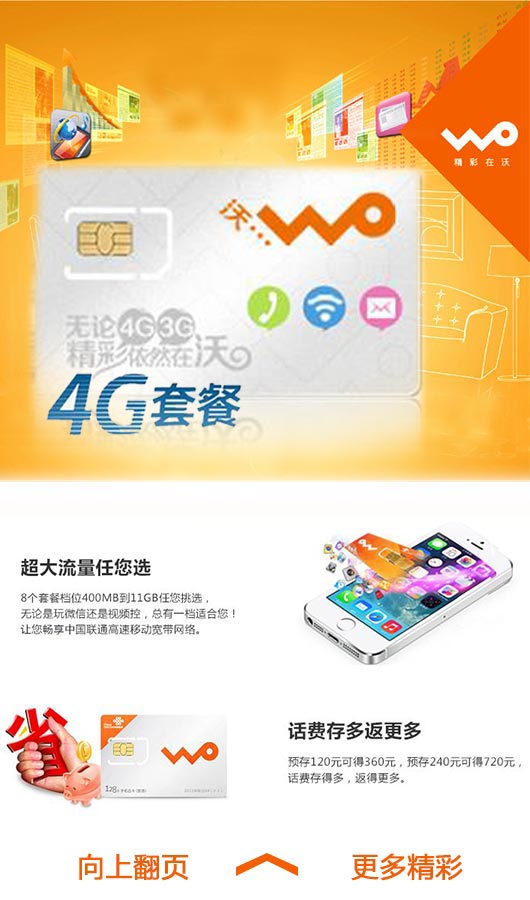 WO
精彩在沃
沃...WO
无论4G3G
精彩依然在沃
4G套餐
超大流量任您选
8个套餐档位400MB到11GB任您挑选，
无论是玩微信还是视频控，总有一档适合您！
让您畅享中国联通高速移动宽带网络。
省
WO
话费存多返更多
预存120元可得360元，预存240元可得720元，
话费存得多，返得更多。
向上翻页 更多精彩